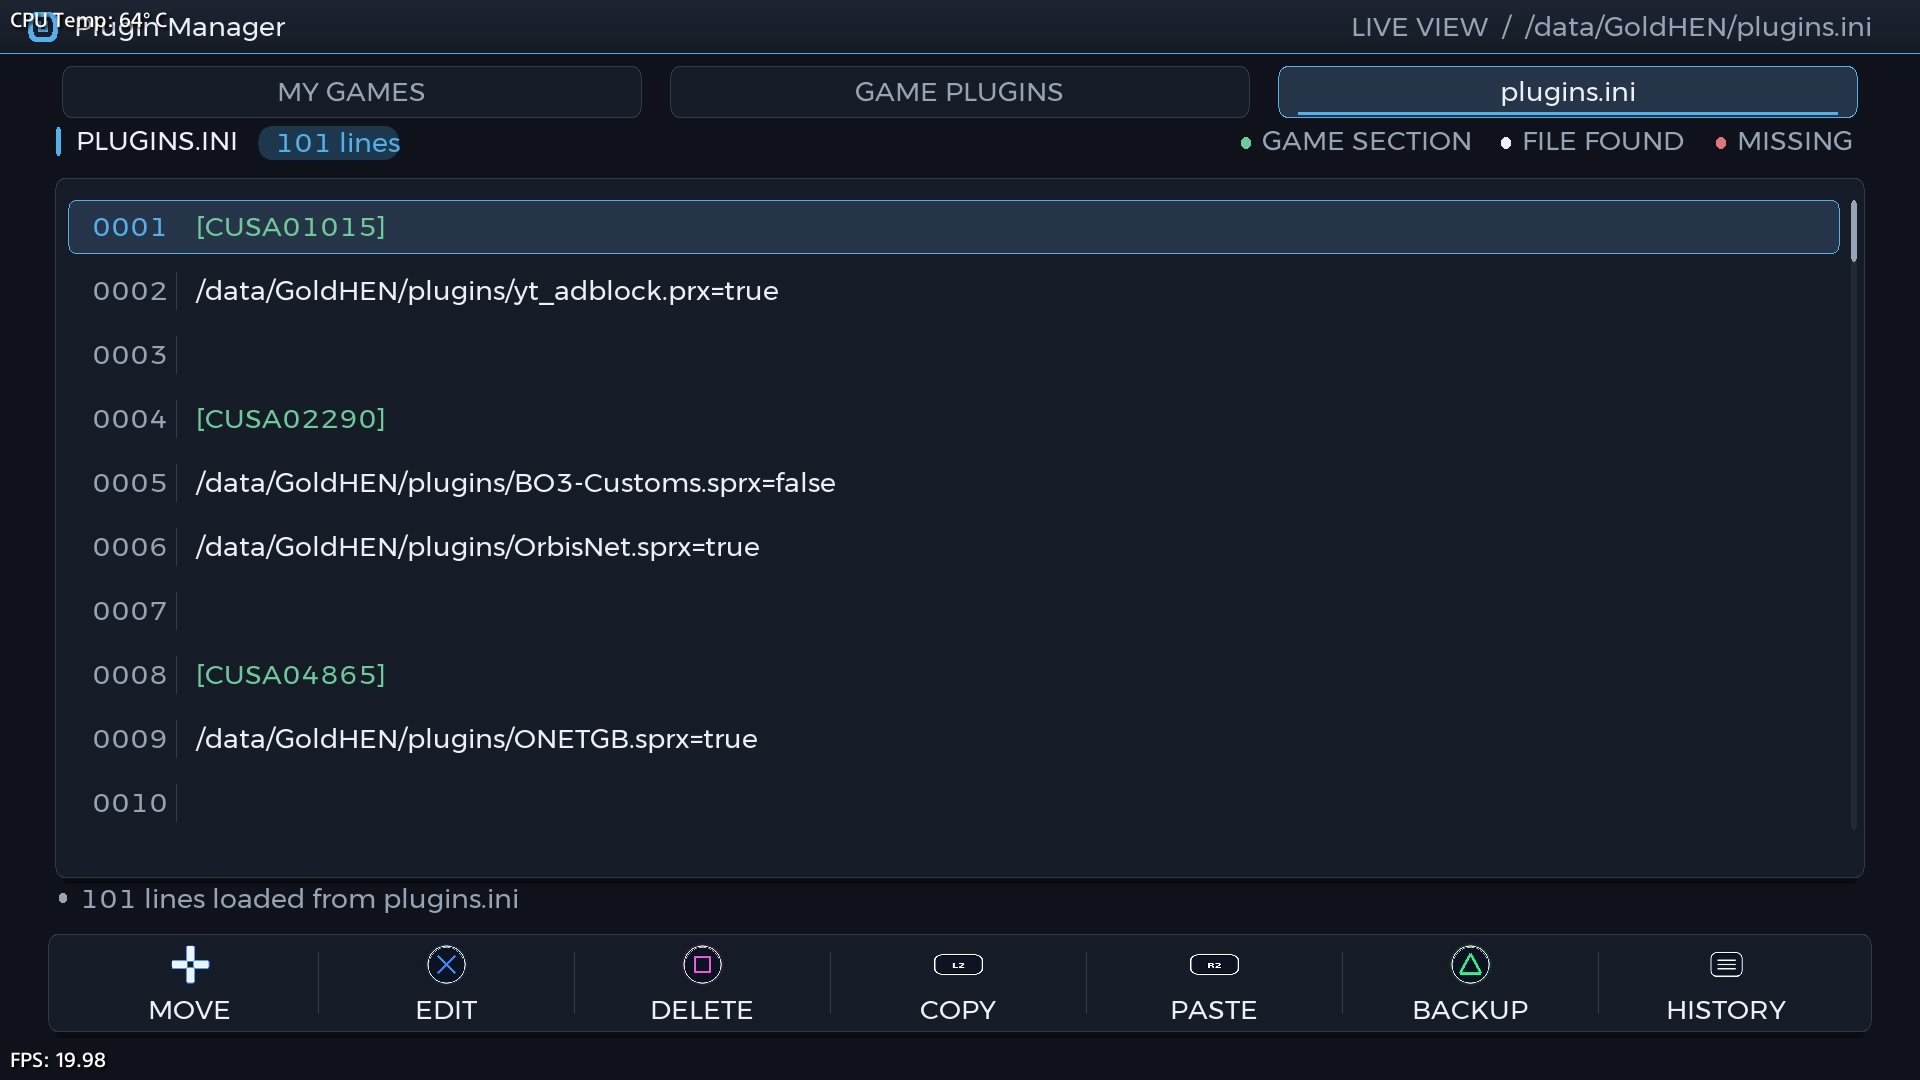 CPU Temp: 64° C
Plugin Manager
LIVE VIEW / /data/GoldHEN/plugins.ini
MY GAMES
GAME PLUGINS
plugins.ini
PLUGINS.INI
101 lines
GAME SECTION
FILE FOUND
MISSING
0001 [CUSA01015]
0002 /data/GoldHEN/plugins/yt_adblock.prx=true
0003
0004 [CUSA02290]
0005 /data/GoldHEN/plugins/BO3-Customs.sprx=false
0006 /data/GoldHEN/plugins/OrbisNet.sprx=true
0007
0008 [CUSA04865]
0009 /data/GoldHEN/plugins/ONETGB.sprx=true
0010
• 101 lines loaded from plugins.ini
MOVE
EDIT
DELETE
L2
COPY
R2
PASTE
BACKUP
HISTORY
FPS: 19.98